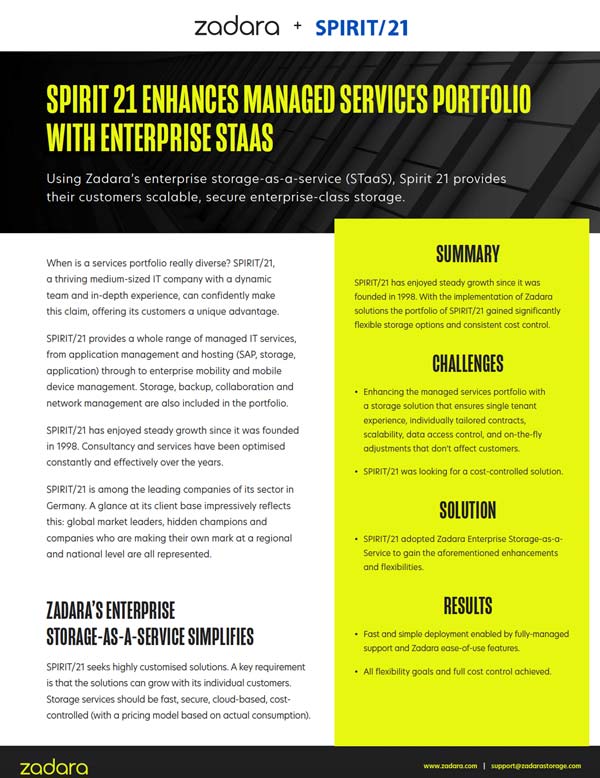 zadara + SPIRIT/21
SPIRIT 21 ENHANCES MANAGED SERVICES PORTFOLIO
WITH ENTERPRISE STAAS
Using Zadara's enterprise storage-as-a-service (STaaS), Spirit 21 provides
their customers scalable, secure enterprise-class storage.
When is a services portfolio really diverse? SPIRIT/21,
a thriving medium-sized IT company with a dynamic
team and in-depth experience, can confidently make
this claim, offering its customers a unique advantage.
SPIRIT/21 provides a whole range of managed IT services,
from application management and hosting (SAP, storage,
application) through to enterprise mobility and mobile
device management. Storage, backup, collaboration and
network management are also included in the portfolio.
SPIRIT/21 has enjoyed steady growth since it was founded
in 1998. Consultancy and services have been optimised
constantly and effectively over the years.
SPIRIT/21 is among the leading companies of its sector in
Germany. A glance at its client base impressively reflects
this: global market leaders, hidden champions and
companies who are making their own mark at a regional
and national level are all represented.
ZADARA'S ENTERPRISE
STORAGE-AS-A-SERVICE SIMPLIFIES
SPIRIT/21 seeks highly customised solutions. A key requirement
is that the solutions can grow with its individual customers.
Storage services should be fast, secure, cloud-based, cost-
controlled (with a pricing model based on actual consumption).
SUMMARY
SPIRIT/21 has enjoyed steady growth since it was
founded in 1998. With the implementation of Zadara
solutions the portfolio of SPIRIT/21 gained significantly
flexible storage options and consistent cost control.
CHALLENGES
• Enhancing the managed services portfolio with
a storage solution that ensures single tenant
experience, individually tailored contracts,
scalability, data access control, and on-the-fly
adjustments that don't affect customers.
• SPIRIT/21 was looking for a cost-controlled solution.
SOLUTION
• SPIRIT/21 adopted Zadara Enterprise Storage-as-a-
Service to gain the aforementioned enhancements
and flexibilities.
RESULTS
• Fast and simple deployment enabled by fully-managed
support and Zadara ease-of-use features.
• All flexibility goals and full cost control achieved.
zadara
www.zadara.com | support@zadarastorage.com